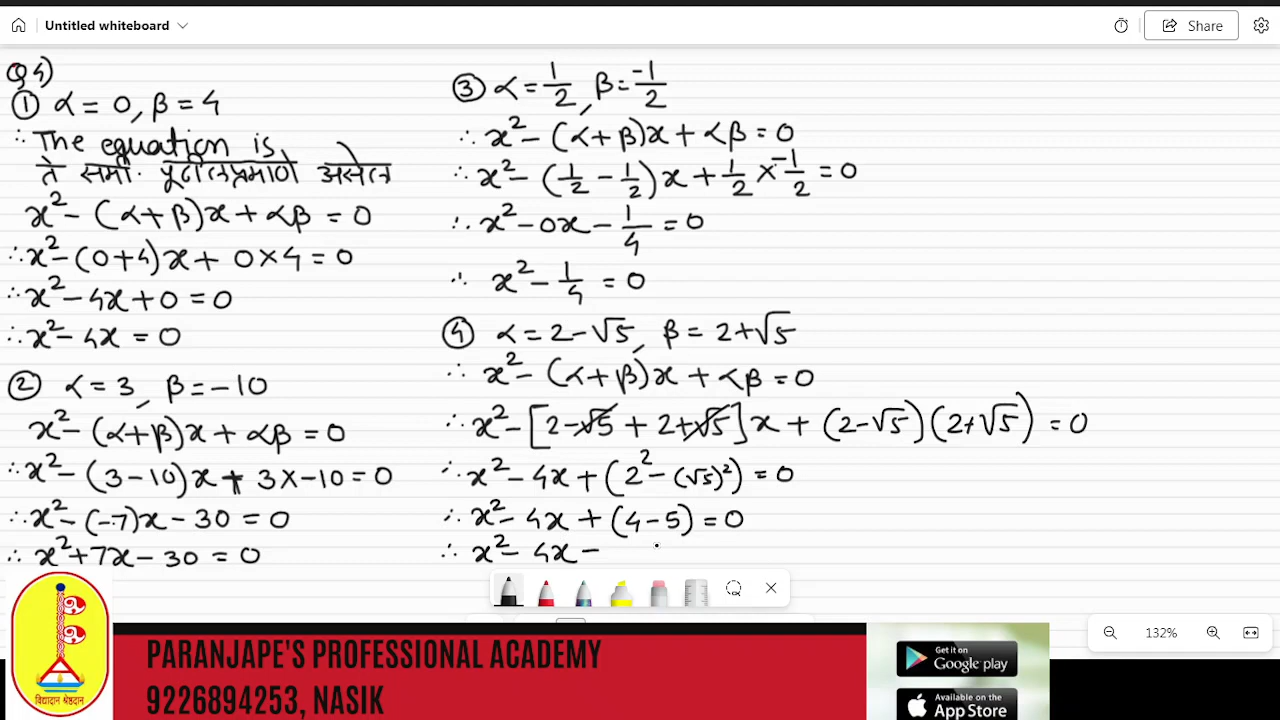 Untitled whiteboard
Share
Q 4)
① α = 0, β = 4
∴ The equation is,
ते समी. पुढीलप्रमाणे असेल
x² - (α+β)x + αβ = 0
∴ x² - (0+4)x + 0×4 = 0
∴ x² - 4x + 0 = 0
∴ x² - 4x = 0
② α = 3, β = -10
x² - (α+β)x + αβ = 0
∴ x² - (3-10)x + 3×-10 = 0
∴ x² - (-7)x - 30 = 0
∴ x² + 7x - 30 = 0
③ α = 1/2, β = -1/2
∴ x² - (α+β)x + αβ = 0
∴ x² - (1/2 - 1/2)x + 1/2 × -1/2 = 0
∴ x² - 0x - 1/4 = 0
∴ x² - 1/4 = 0
④ α = 2-√5, β = 2+√5
∴ x² - (α+β)x + αβ = 0
∴ x² - [2-√5 + 2+√5]x + (2-√5)(2+√5) = 0
∴ x² - 4x + (2² - (√5)²) = 0
∴ x² - 4x + (4-5) = 0
∴ x² - 4x -
132%
विद्यादान श्रेष्ठदान
PARANJAPE'S PROFESSIONAL ACADEMY
9226894253, NASIK
Get it on
Google play
Available on the
App Store